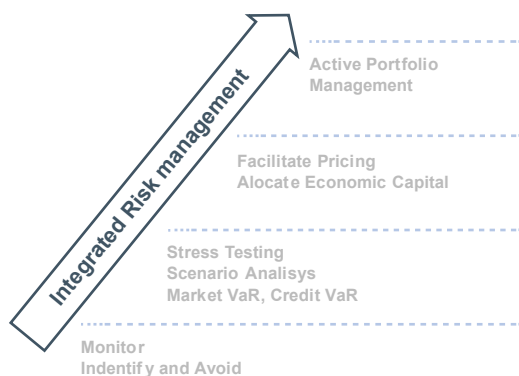 Active Portfolio
Management
Integrated Risk management
Facilitate Pricing
Alocate Economic Capital
Stress Testing
Scenario Analisys
Market VaR, Credit VaR
Monitor
Indentify and Avoid